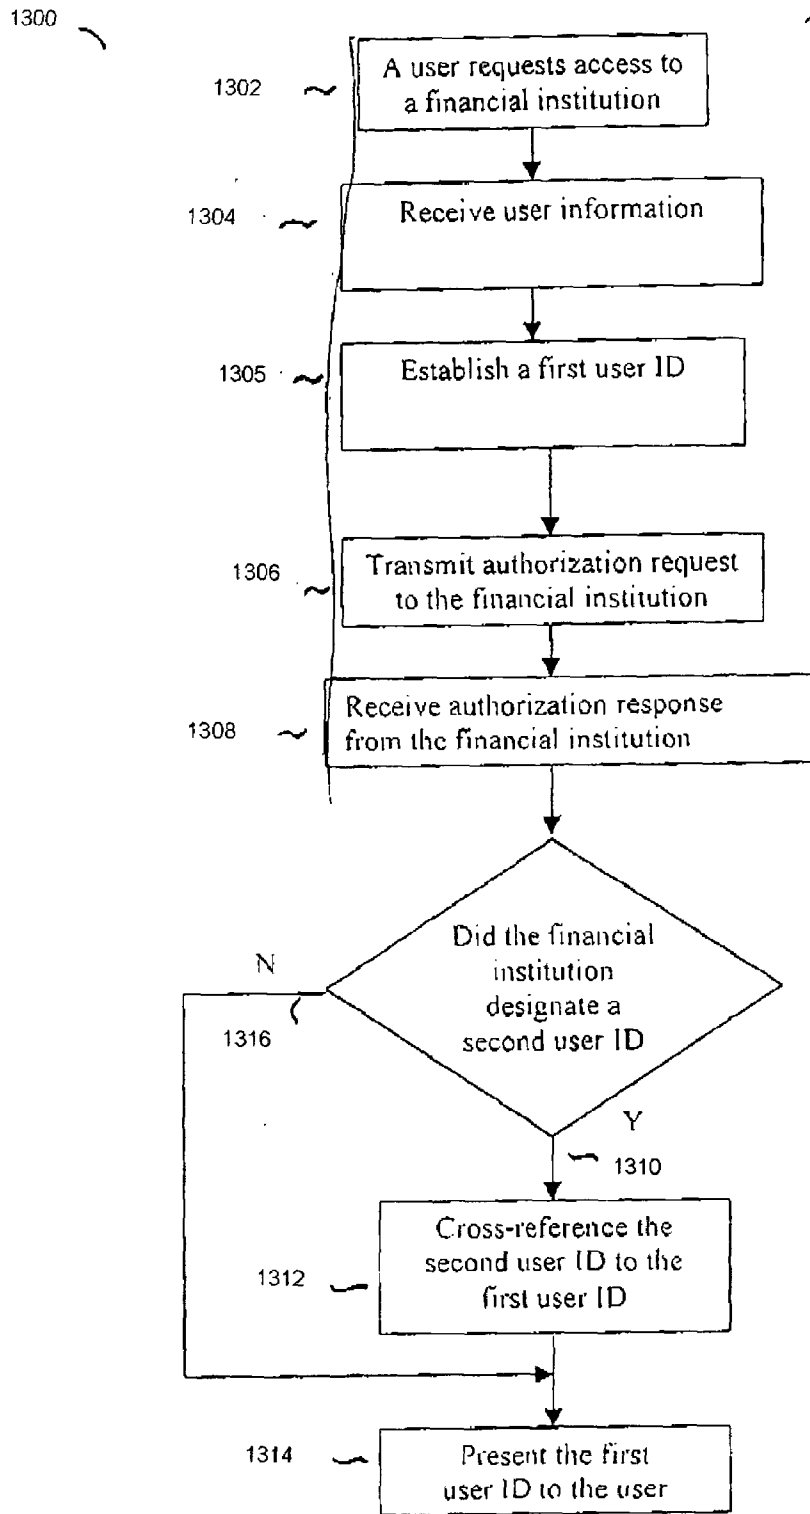 1300
1302
A user requests access to
a financial institution
1304
Receive user information
1305
Establish a first user ID
1306
Transmit authorization request
to the financial institution
1308
Receive authorization response
from the financial institution
Did the financial
institution
designate a
second user ID
N
1316
Y
1310
1312
Cross-reference the
second user ID to the
first user ID
1314
Present the first
user ID to the user